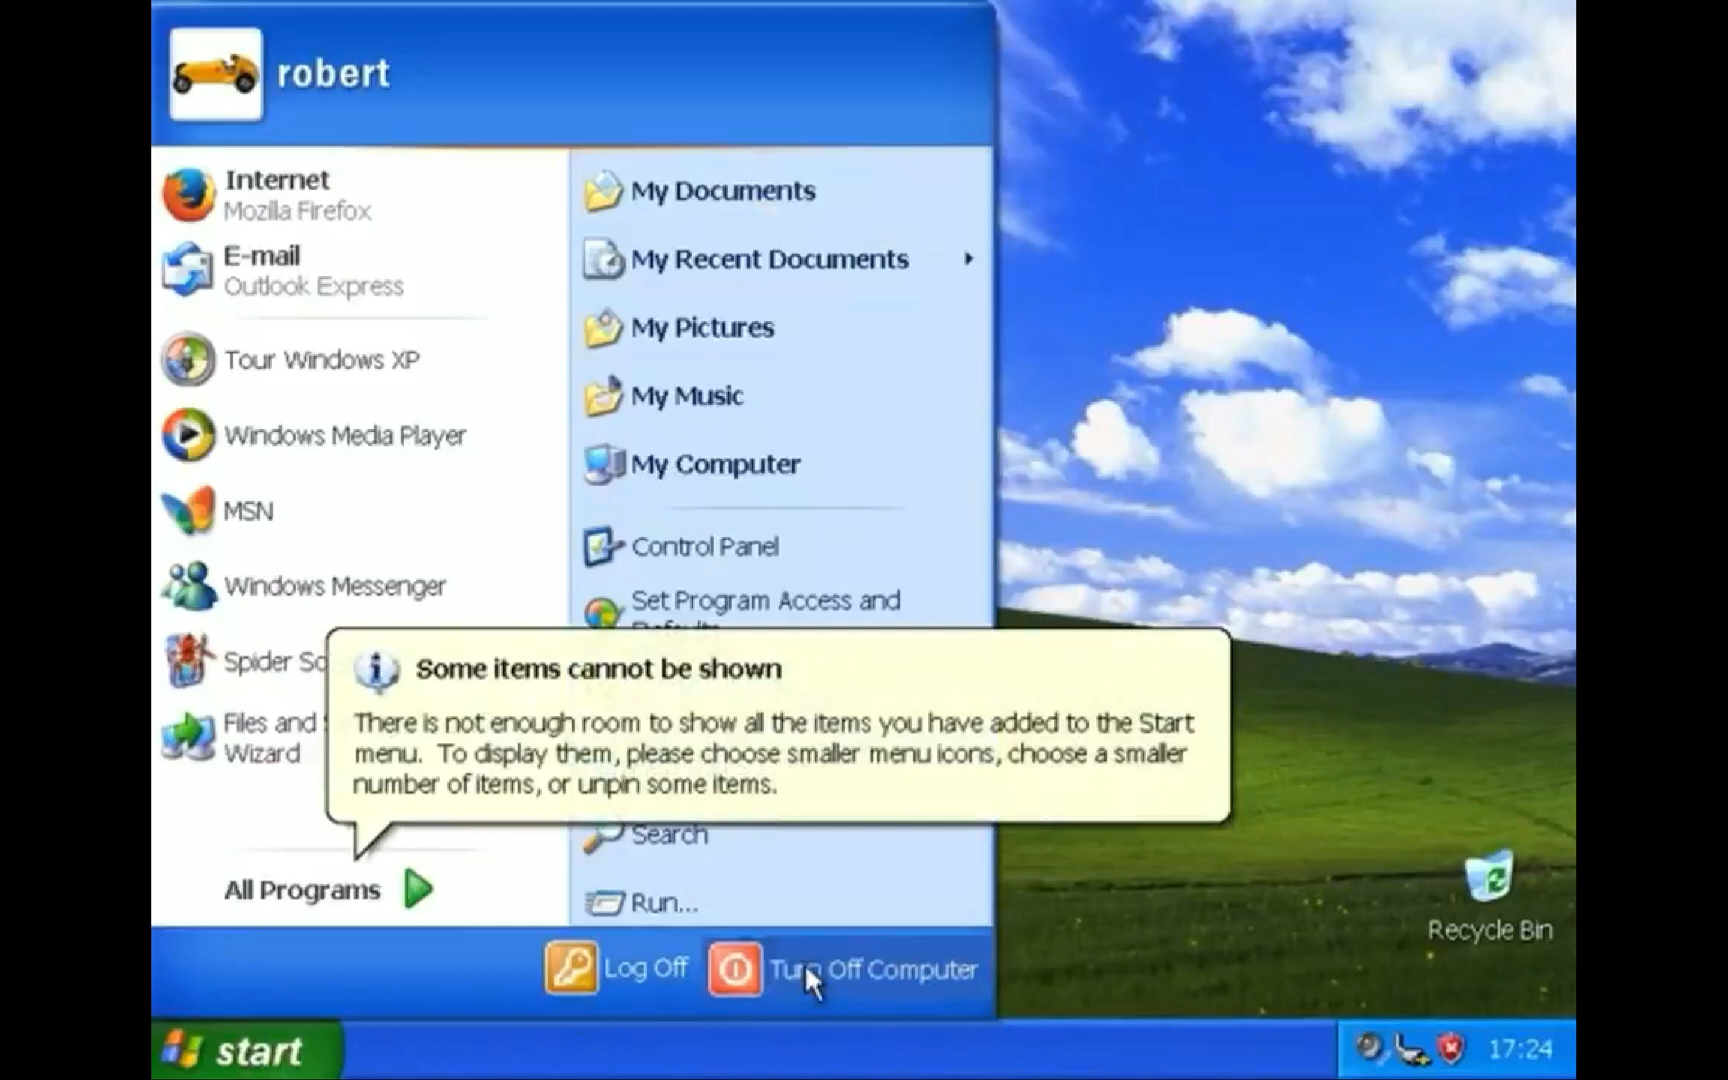 robert
Internet
Mozilla Firefox
E-mail
Outlook Express
Tour Windows XP
Windows Media Player
MSN
Windows Messenger
Spider
Files and
Wizard
All Programs
My Documents
My Recent Documents
My Pictures
My Music
My Computer
Control Panel
Set Program Access and
Some items cannot be shown
There is not enough room to show all the items you have added to the Start
menu. To display them, please choose smaller menu icons, choose a smaller
number of items, or unpin some items.
Search
Run...
Log Off
Turn Off Computer
Recycle Bin
start
17:24